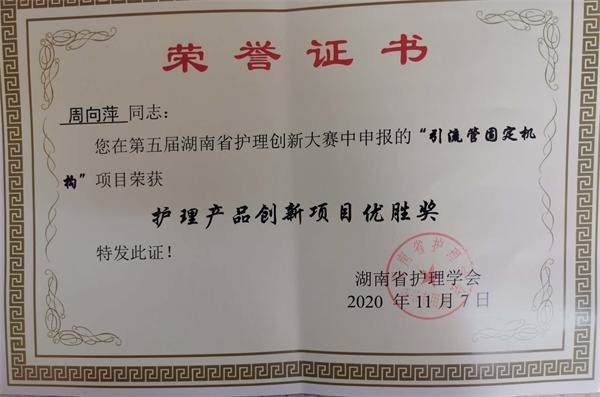 荣誉证书
周向萍 同志：
您在第五届湖南省护理创新大赛中申报的“引流管固定机
构”项目荣获
护理产品创新项目优胜奖
特发此证！
湖南省护理学会
2020 年 11 月 7 日